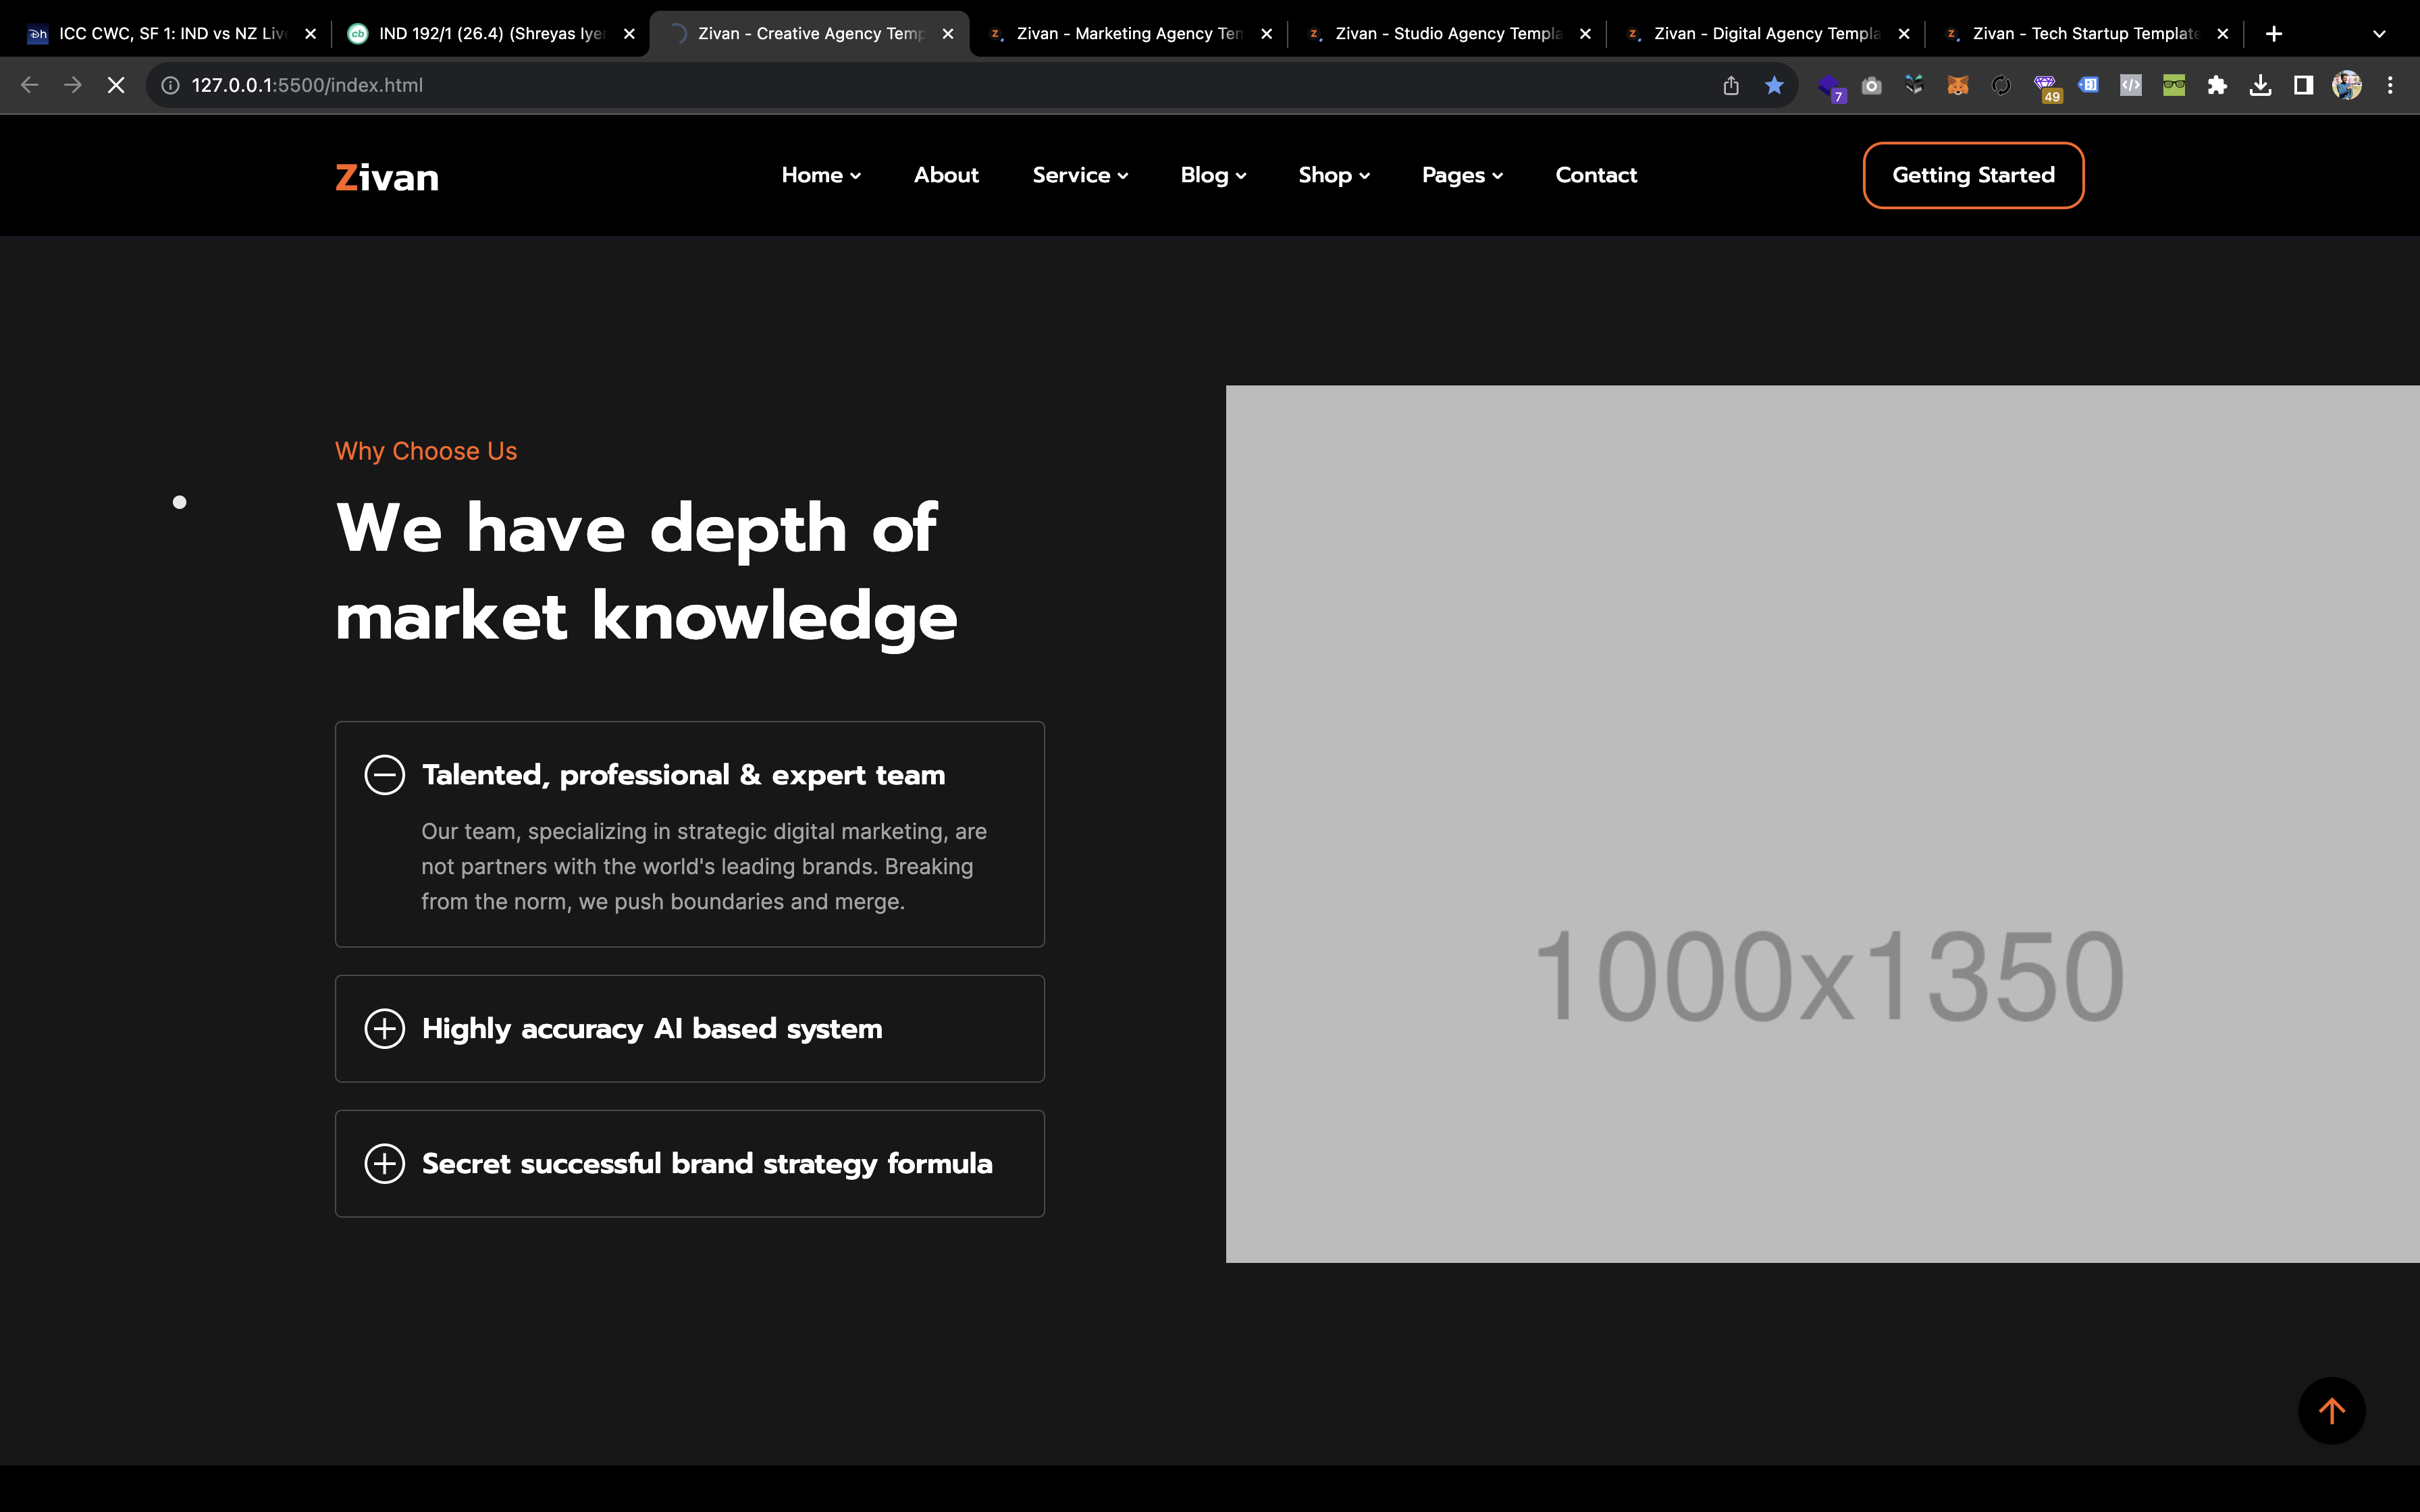 ICC CWC, SF 1: IND vs NZ Liv
IND 192/1 (26.4) (Shreyas Iyer
Zivan - Creative Agency Temp
Zivan - Marketing Agency Tem
Zivan - Studio Agency Templa
Zivan - Digital Agency Templa
Zivan - Tech Startup Template
127.0.0.1:5500/index.html
7
49
Zivan
Home
About
Service
Blog
Shop
Pages
Contact
Getting Started
Why Choose Us
We have depth of
market knowledge
Talented, professional & expert team
Our team, specializing in strategic digital marketing, are
not partners with the world's leading brands. Breaking
from the norm, we push boundaries and merge.
Highly accuracy AI based system
Secret successful brand strategy formula
1000x1350